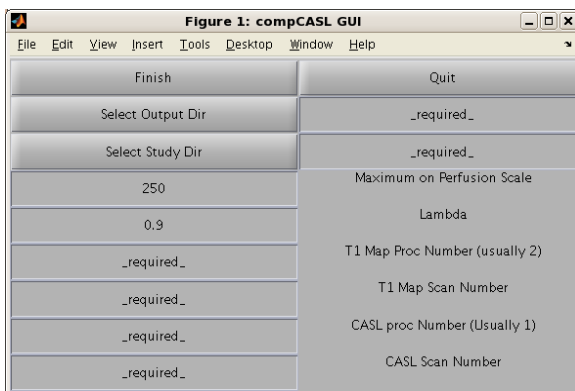 Figure 1: compCASL GUI
File Edit View Insert Tools Desktop Window Help
Finish Quit
Select Output Dir _required_
Select Study Dir _required_
250 Maximum on Perfusion Scale
0.9 Lambda
_required_ T1 Map Proc Number (usually 2)
_required_ T1 Map Scan Number
_required_ CASL proc Number (Usually 1)
_required_ CASL Scan Number